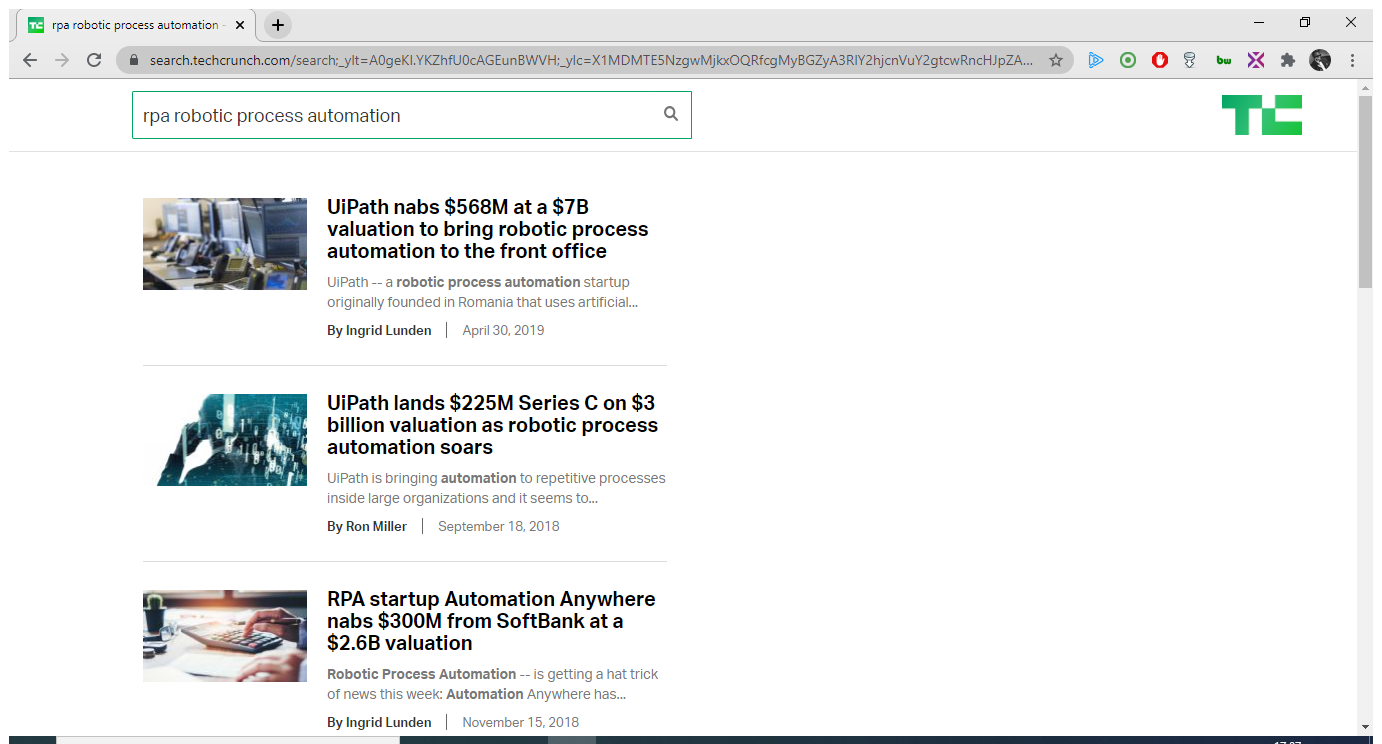 rpa robotic process automation -
search.techcrunch.com/search;_ylt=A0geKI.YKZhfU0cAGEunBWVH;_ylc=X1MDMTE5NzgwMjkxOQRfcgMyBGZyA3RlY2hjcnVuY2gtcwRncHJpZA...
bw
rpa robotic process automation
TC
UiPath nabs $568M at a $7B
valuation to bring robotic process
automation to the front office
UiPath -- a robotic process automation startup
originally founded in Romania that uses artificial...
By Ingrid Lunden | April 30, 2019
UiPath lands $225M Series C on $3
billion valuation as robotic process
automation soars
UiPath is bringing automation to repetitive processes
inside large organizations and it seems to...
By Ron Miller | September 18, 2018
RPA startup Automation Anywhere
nabs $300M from SoftBank at a
$2.6B valuation
Robotic Process Automation -- is getting a hat trick
of news this week: Automation Anywhere has...
By Ingrid Lunden | November 15, 2018